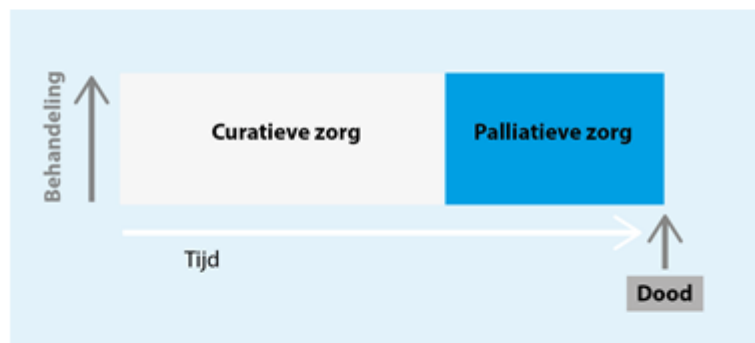 Behandeling
Curatieve zorg
Palliatieve zorg
Tijd
Dood